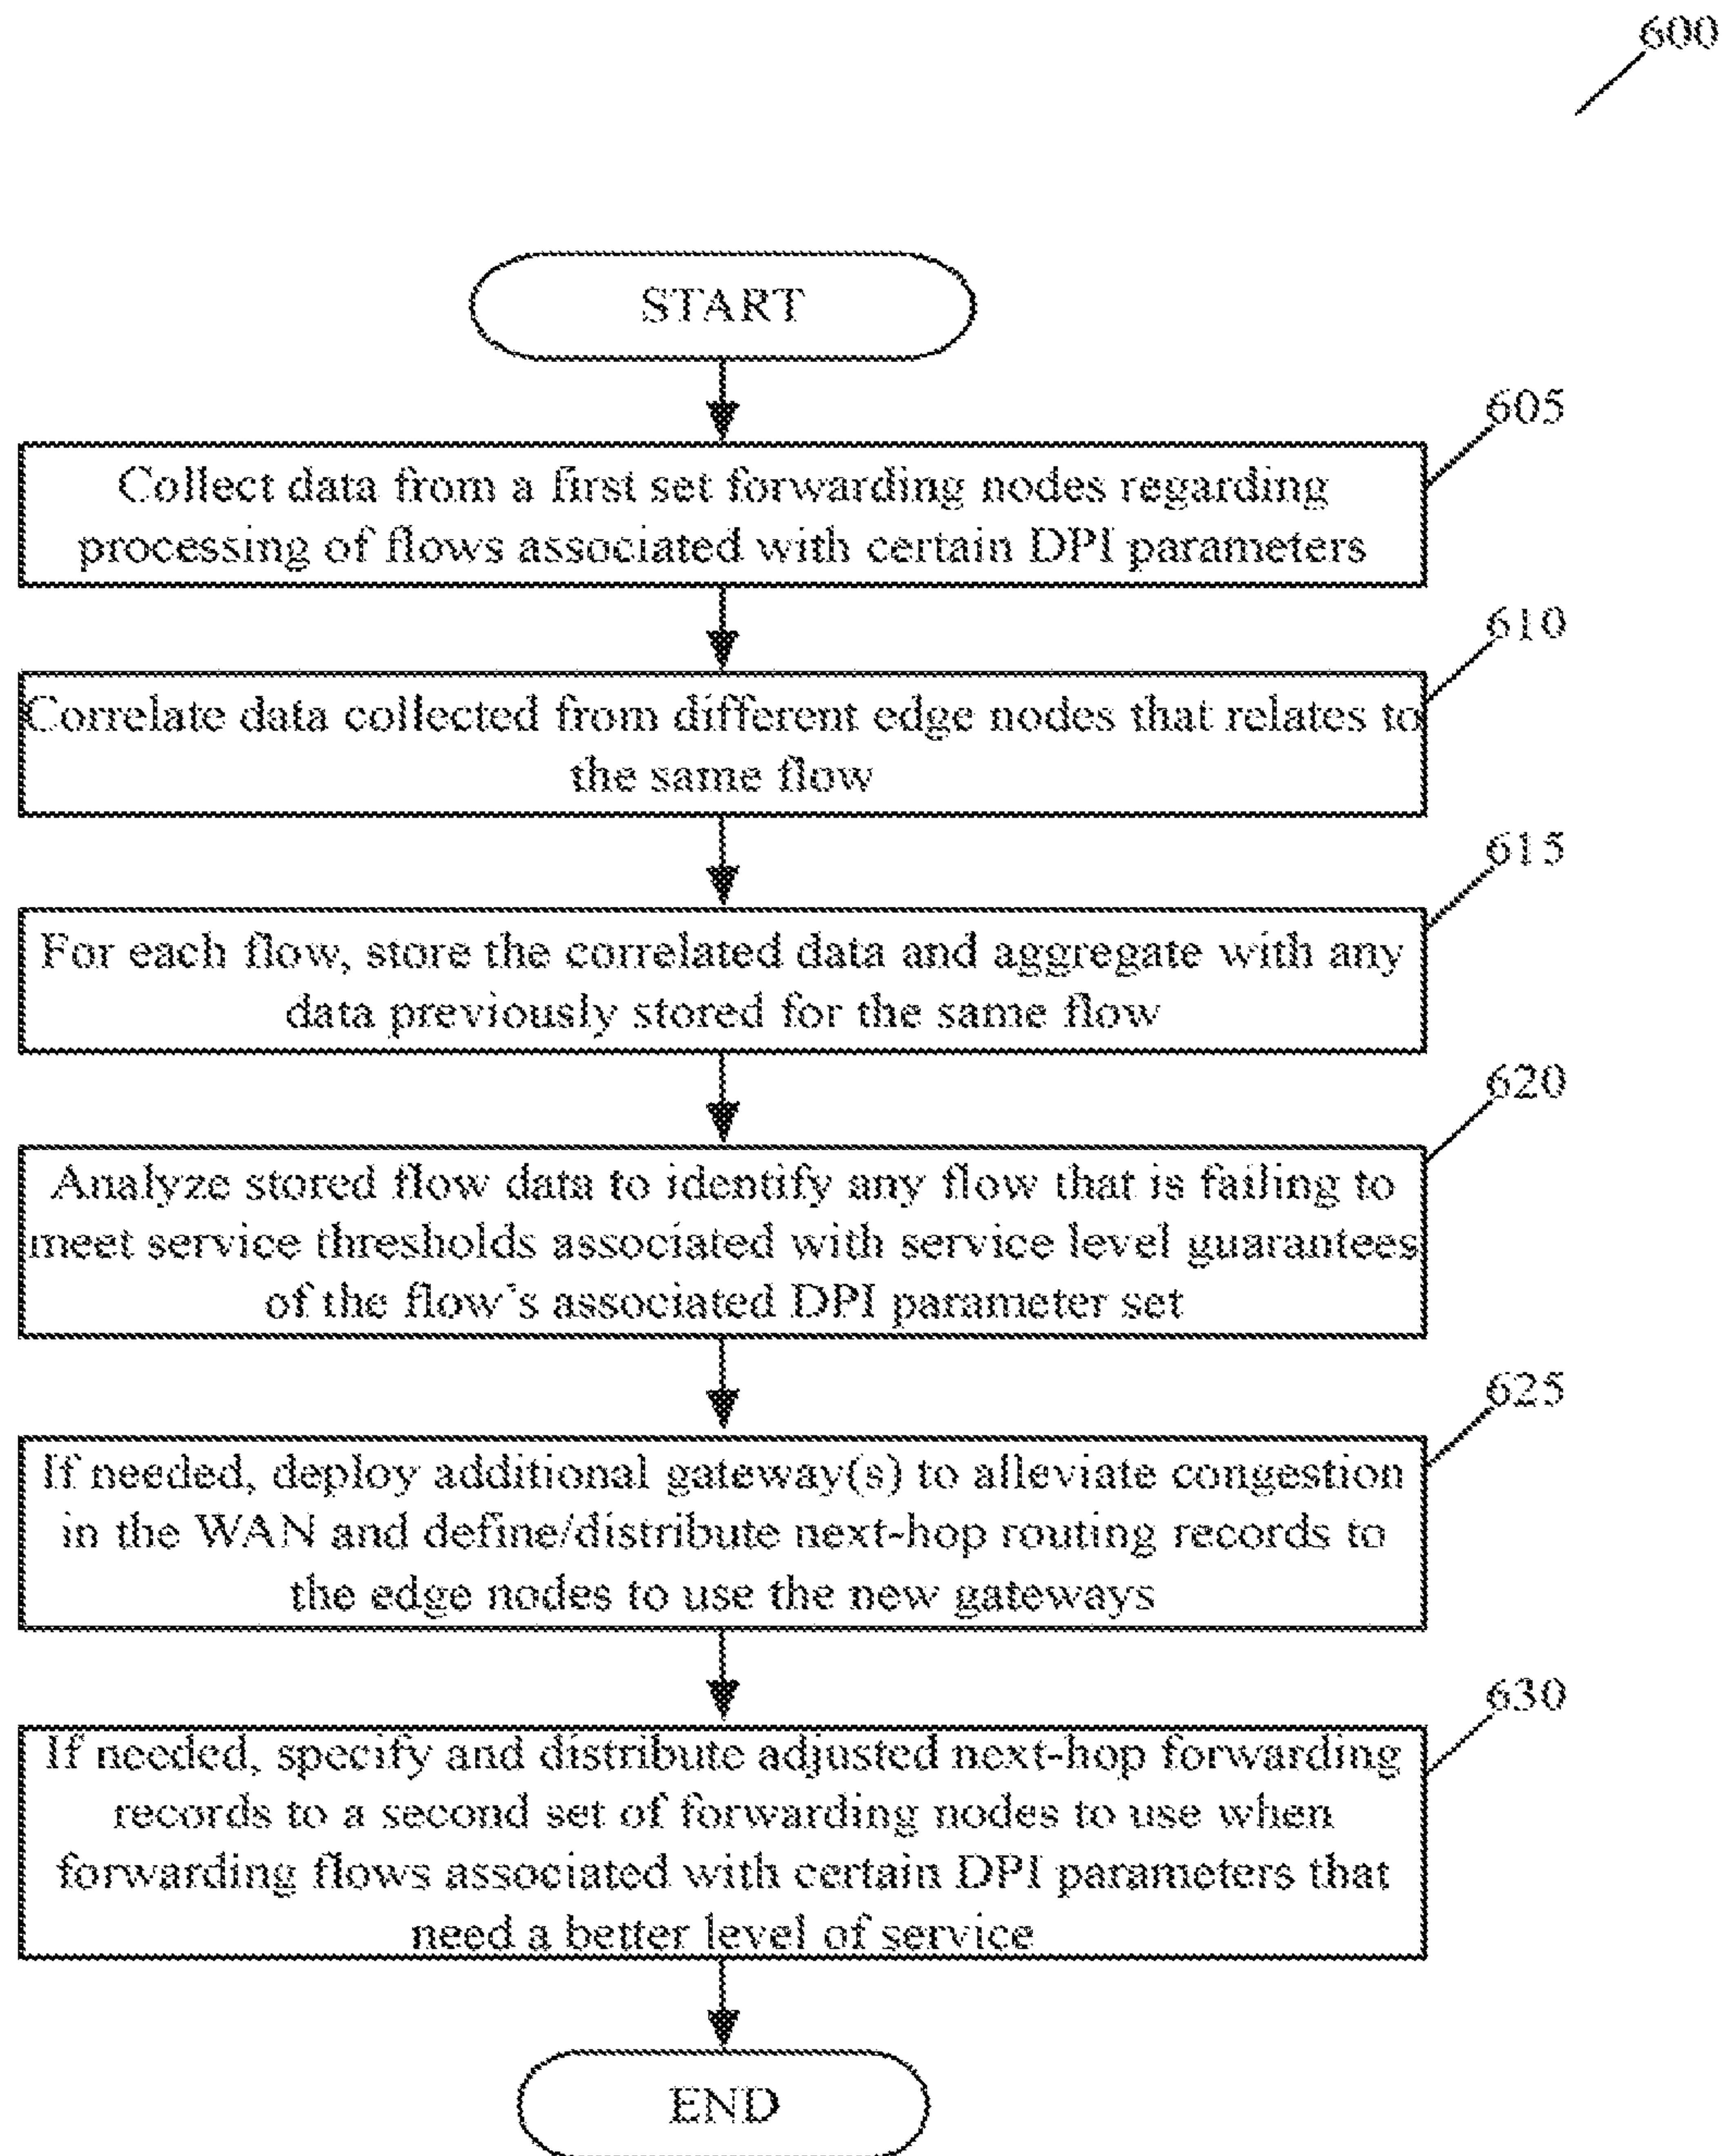 600
START
605
Collect data from a first set forwarding nodes regarding
processing of flows associated with certain DPI parameters
610
Correlate data collected from different edge nodes that relates to
the same flow
615
For each flow, store the correlated data and aggregate with any
data previously stored for the same flow
620
Analyze stored flow data to identify any flow that is failing to
meet service thresholds associated with service level guarantees
of the flow's associated DPI parameter set
625
If needed, deploy additional gateway(s) to alleviate congestion
in the WAN and define/distribute next-hop routing records to
the edge nodes to use the new gateways
630
If needed, specify and distribute adjusted next-hop forwarding
records to a second set of forwarding nodes to use when
forwarding flows associated with certain DPI parameters that
need a better level of service
END